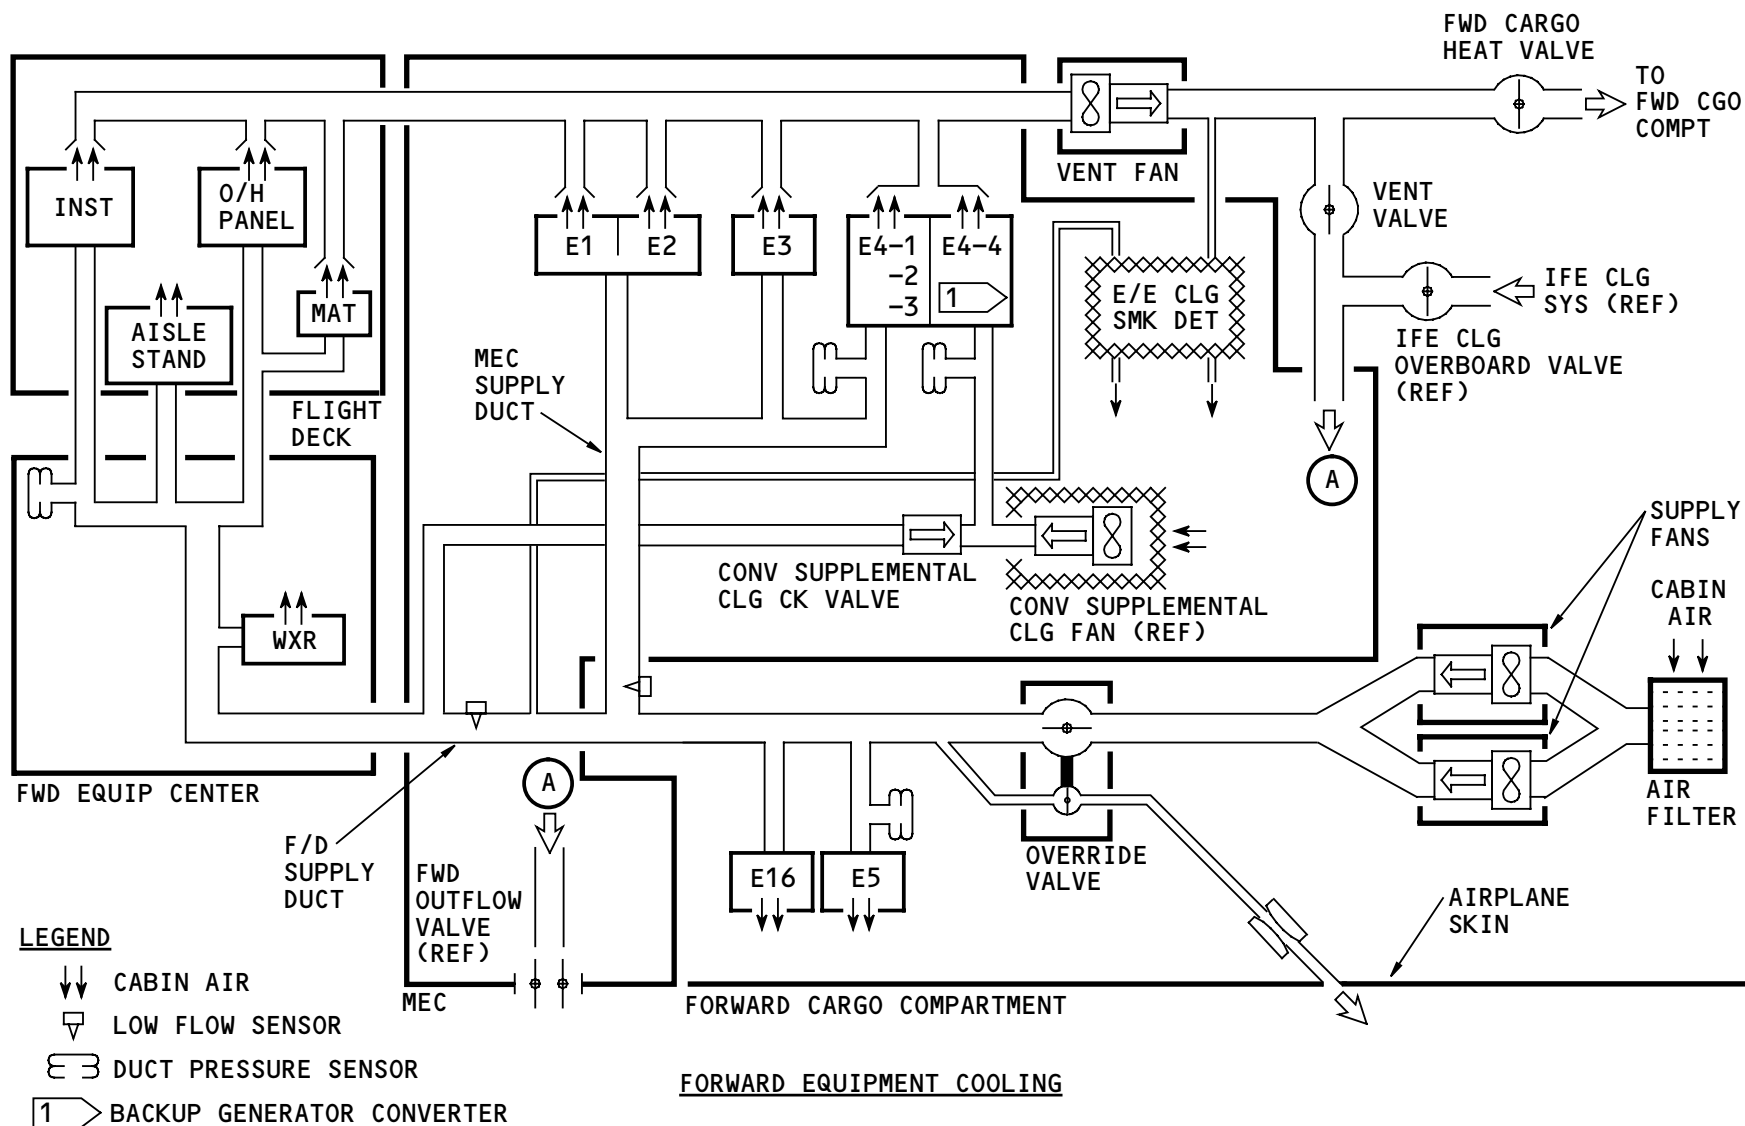 FWD CARGO
HEAT VALVE
TO
FWD CGO
COMPT
VENT FAN
VENT
VALVE
INST
O/H
PANEL
MAT
AISLE
STAND
FLIGHT
DECK
E1
E2
E3
E4-1
-2
-3
E4-4
1
E/E CLG
SMK DET
IFE CLG
SYS (REF)
IFE CLG
OVERBOARD VALVE
(REF)
MEC
SUPPLY
DUCT
A
SUPPLY
FANS
CONV SUPPLEMENTAL
CLG CK VALVE
CONV SUPPLEMENTAL
CLG FAN (REF)
CABIN
AIR
WXR
FWD EQUIP CENTER
A
AIR
FILTER
F/D
SUPPLY
DUCT
FWD
OUTFLOW
VALVE
(REF)
E16
E5
OVERRIDE
VALVE
AIRPLANE
SKIN
MEC
FORWARD CARGO COMPARTMENT
LEGEND
CABIN AIR
LOW FLOW SENSOR
DUCT PRESSURE SENSOR
1 BACKUP GENERATOR CONVERTER
FORWARD EQUIPMENT COOLING